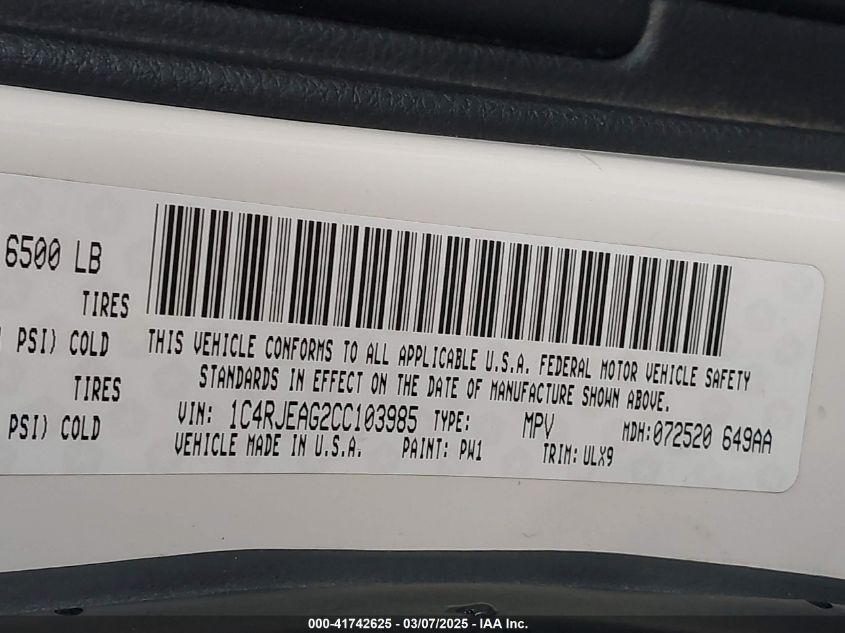 6500 LB
TIRES
PSI) COLD
TIRES
PSI) COLD
THIS VEHICLE CONFORMS TO ALL APPLICABLE U.S.A. FEDERAL MOTOR VEHICLE SAFETY
STANDARDS IN EFFECT ON THE DATE OF MANUFACTURE SHOWN ABOVE.
VIN: 1C4RJEAG2CC103985 TYPE: MPV MDH:072520 649AA
VEHICLE MADE IN U.S.A. PAINT: PW1 TRIM: ULX9
000-41742625 - 03/07/2025 - IAA Inc.